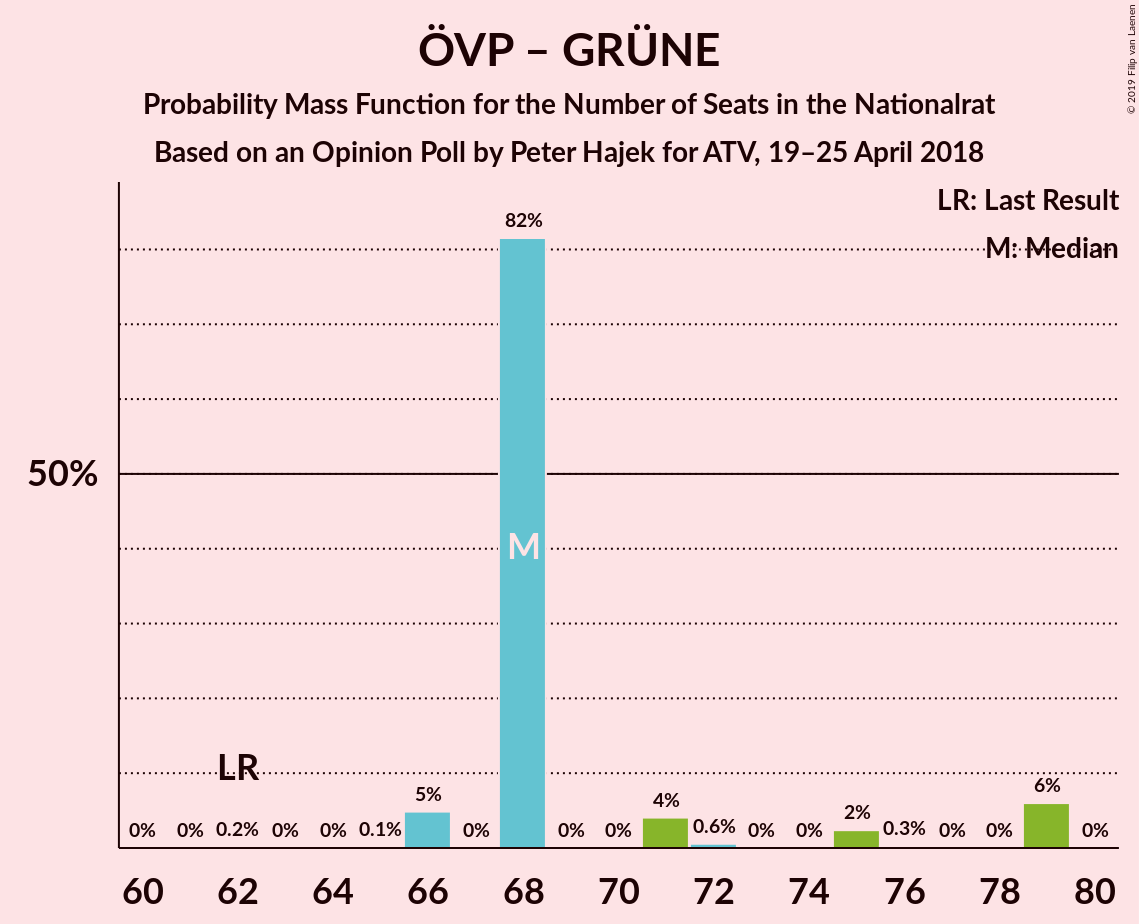 ÖVP – GRÜNE
Probability Mass Function for the Number of Seats in the Nationalrat
Based on an Opinion Poll by Peter Hajek for ATV, 19–25 April 2018
© 2019 Filip van Laenen
LR: Last Result
M: Median
82%
50%
M
LR
0% 0% 0.2% 0% 0% 0.1% 5% 0% 0% 0% 4% 0.6% 0% 0% 2% 0.3% 0% 0% 6% 0%
60 62 64 66 68 70 72 74 76 78 80